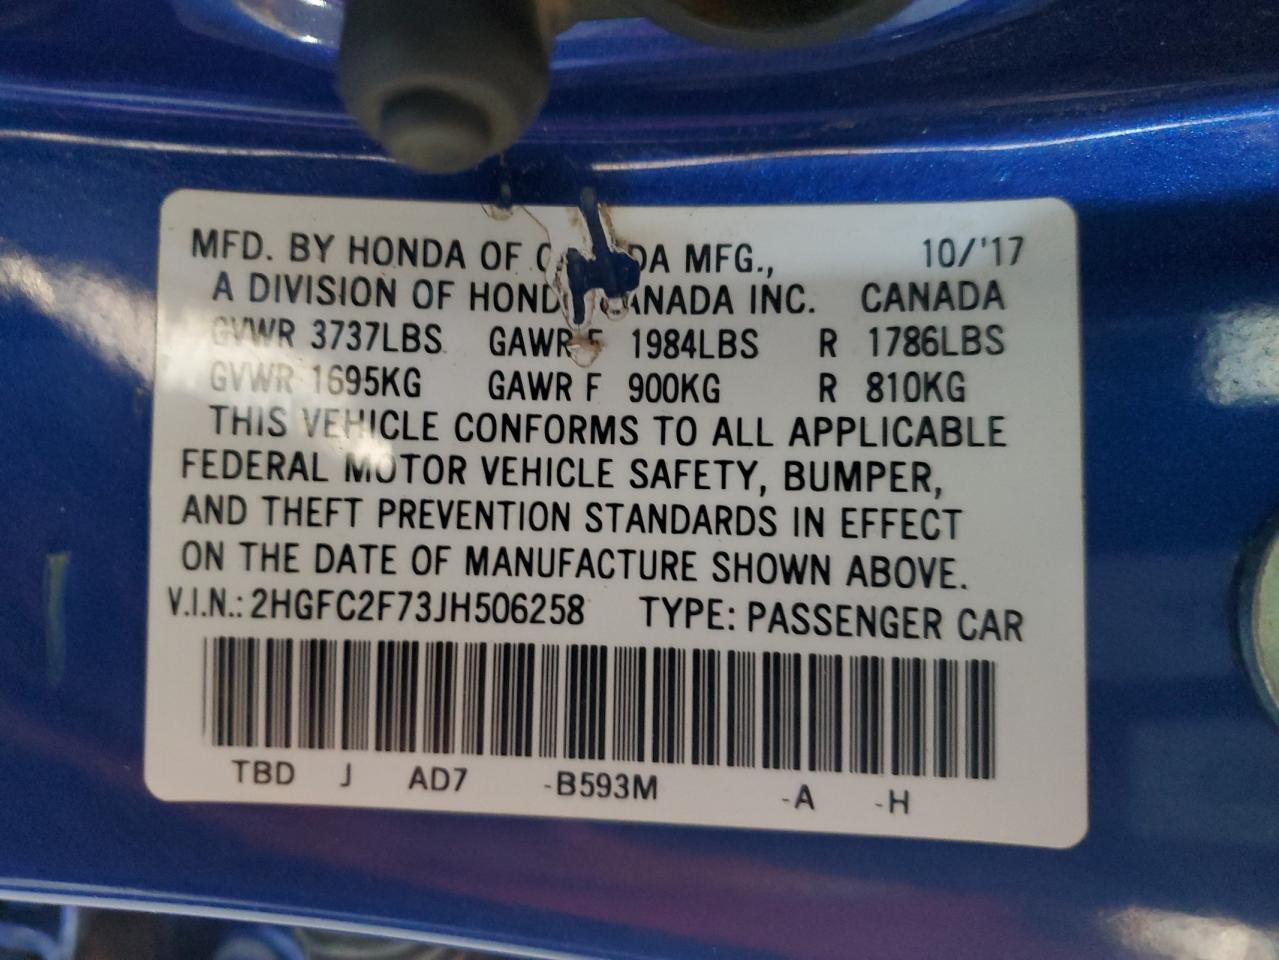 MFD. BY HONDA OF C DA MFG., 10/'17
A DIVISION OF HOND ANADA INC. CANADA
GVWR 3737LBS GAWR F 1984LBS R 1786LBS
GVWR 1695KG GAWR F 900KG R 810KG
THIS VEHICLE CONFORMS TO ALL APPLICABLE
FEDERAL MOTOR VEHICLE SAFETY, BUMPER,
AND THEFT PREVENTION STANDARDS IN EFFECT
ON THE DATE OF MANUFACTURE SHOWN ABOVE.
V.I.N.: 2HGFC2F73JH506258 TYPE: PASSENGER CAR
TBD J AD7 -B593M -A -H